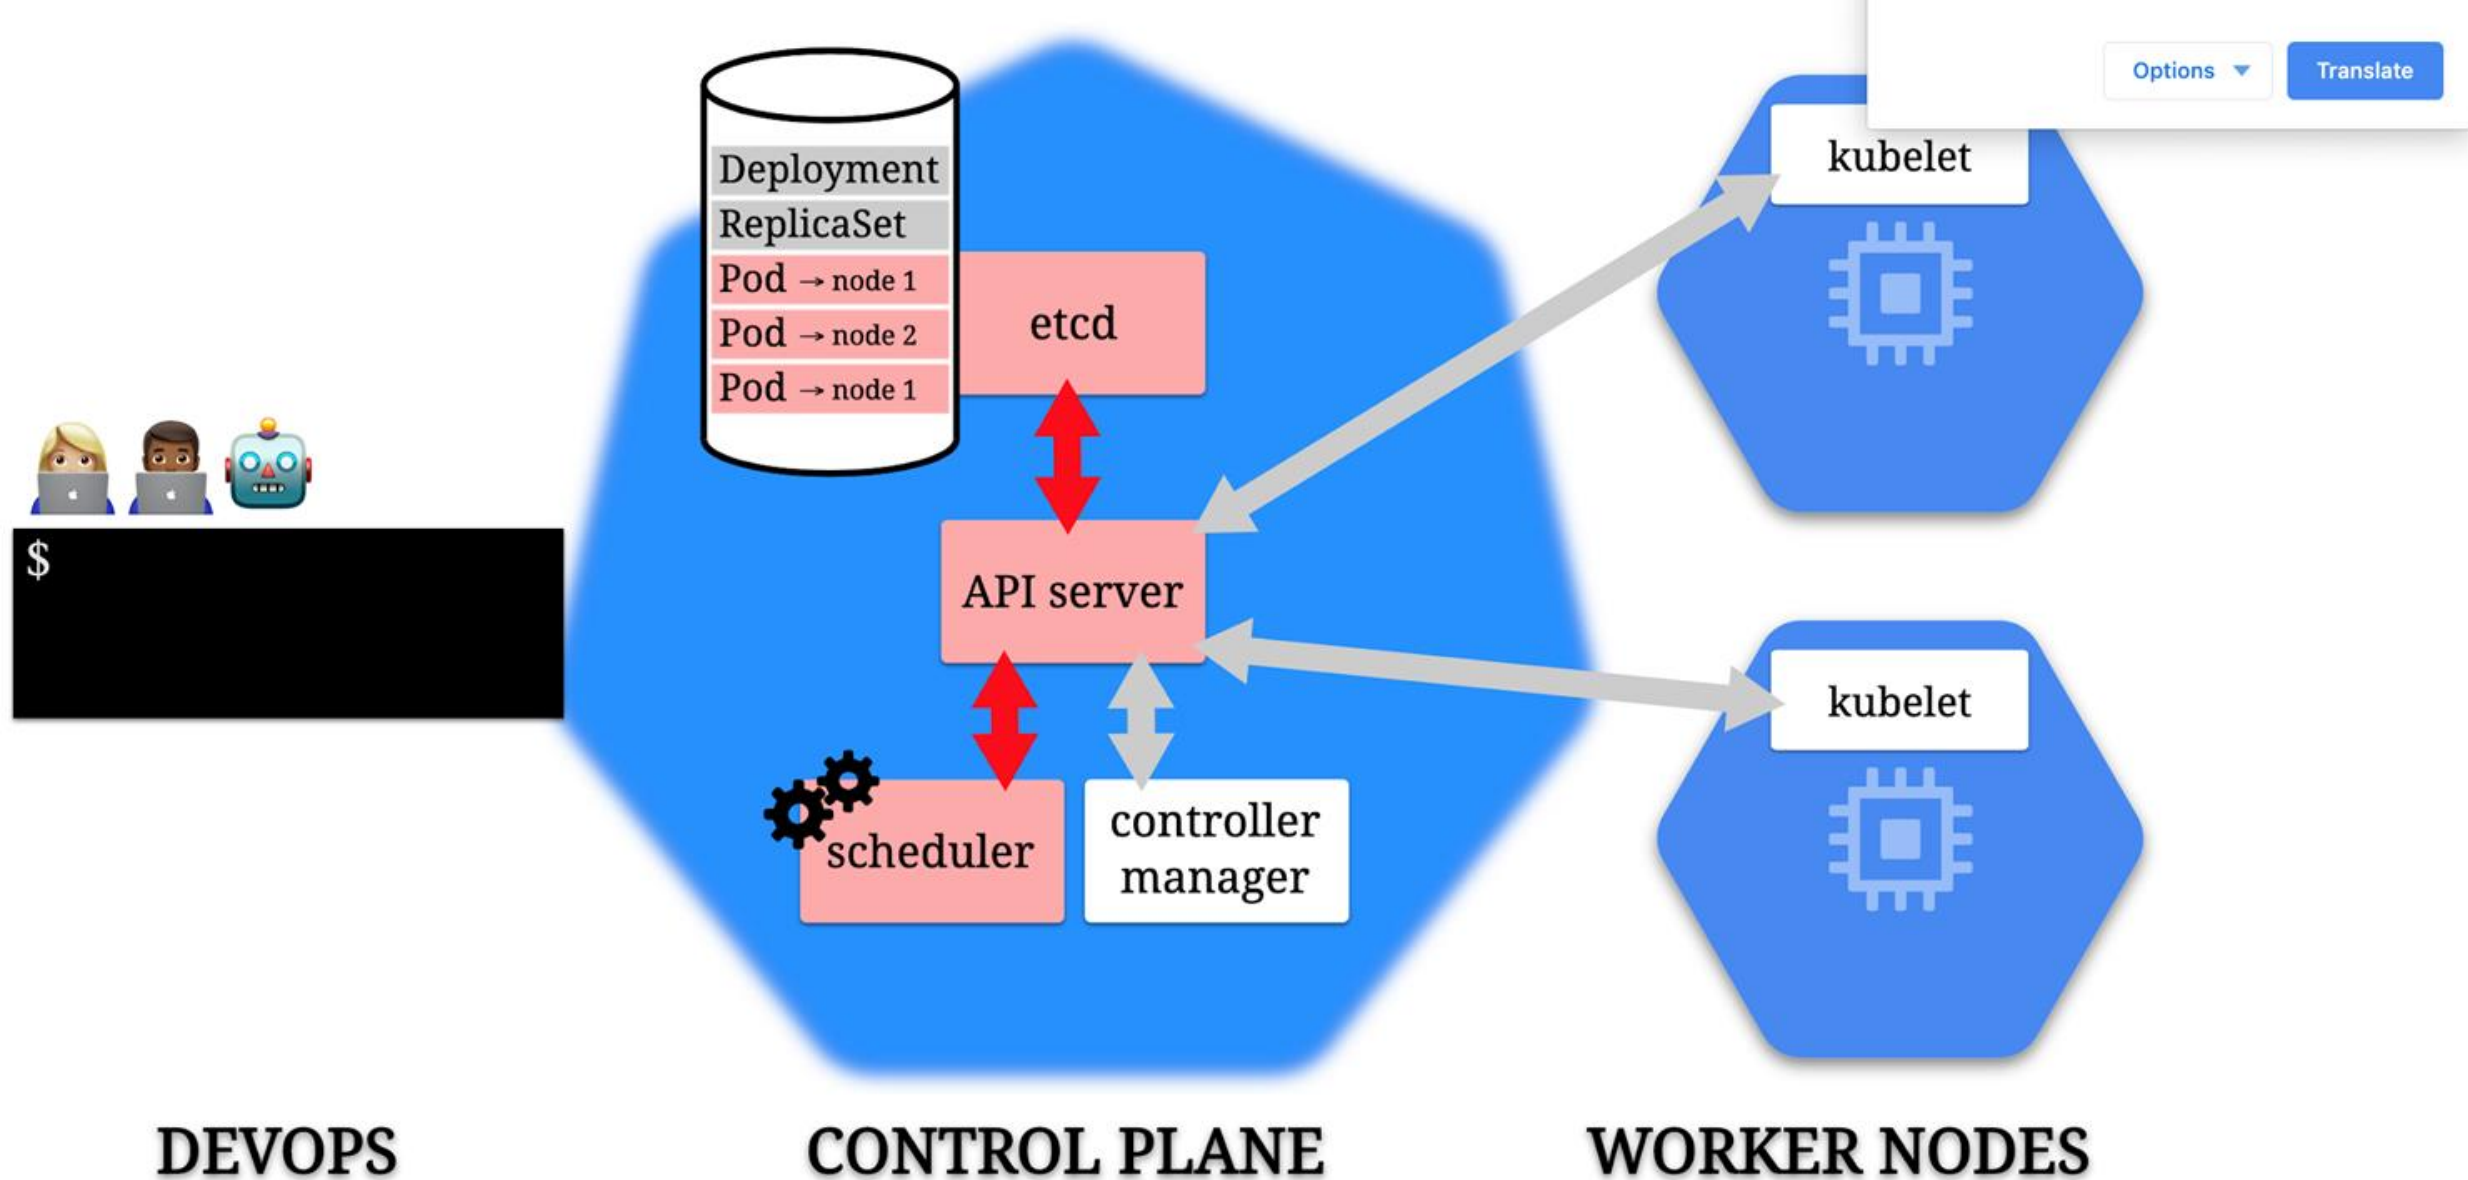 Options
Translate
Deployment
ReplicaSet
Pod → node 1
Pod → node 2
Pod → node 1
etcd
kubelet
$
API server
kubelet
scheduler
controller
manager
DEVOPS
CONTROL PLANE
WORKER NODES